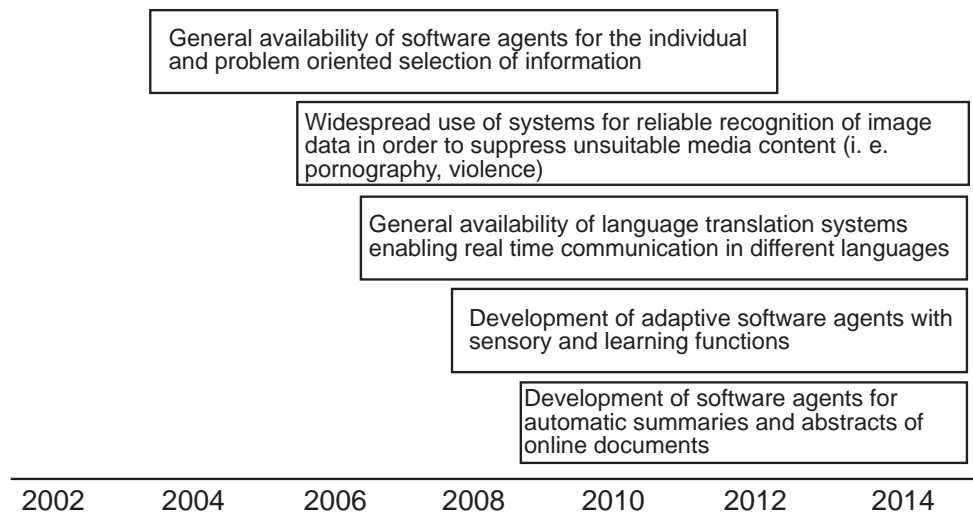 General availability of software agents for the individual
and problem oriented selection of information
Widespread use of systems for reliable recognition of image
data in order to suppress unsuitable media content (i. e.
pornography, violence)
General availability of language translation systems
enabling real time communication in different languages
Development of adaptive software agents with
sensory and learning functions
Development of software agents for
automatic summaries and abstracts of
online documents
2002 2004 2006 2008 2010 2012 2014